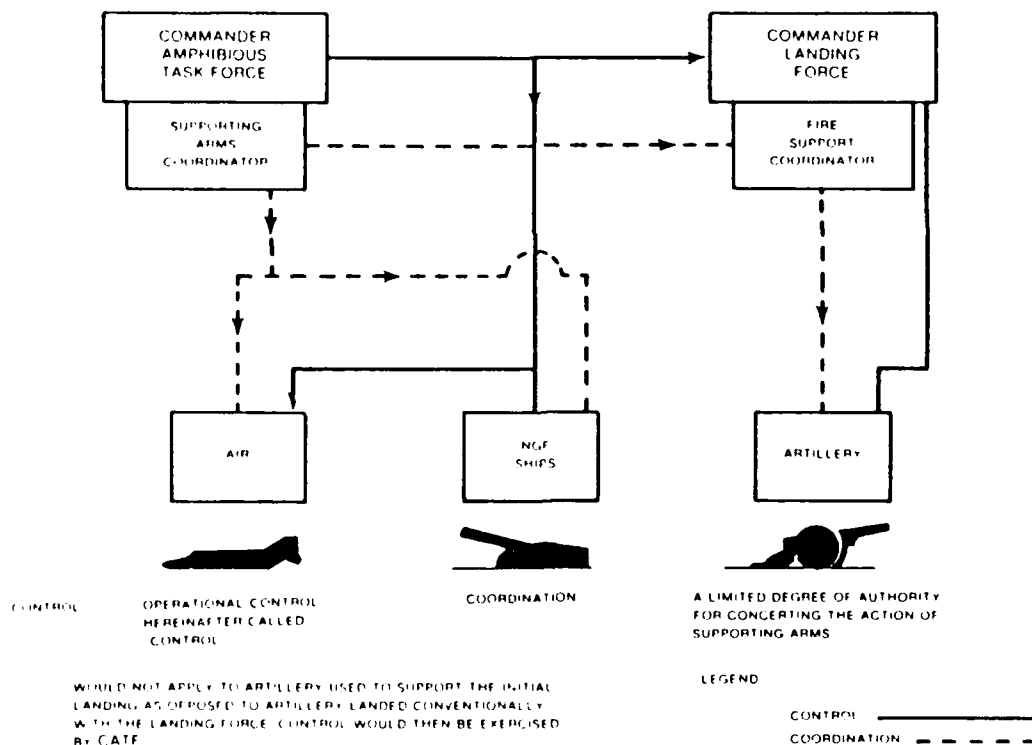 COMMANDER
AMPHIBIOUS
TASK FORCE
COMMANDER
LANDING
FORCE
SUPPORTING
ARMS
COORDINATOR
FIRE
SUPPORT
COORDINATOR
AIR
NGF
SHIPS
ARTILLERY
CONTROL
OPERATIONAL CONTROL
HEREINAFTER CALLED
CONTROL
COORDINATION
A LIMITED DEGREE OF AUTHORITY
FOR CONCERTING THE ACTION OF
SUPPORTING ARMS
WOULD NOT APPLY TO ARTILLERY USED TO SUPPORT THE INITIAL
LANDING AS OPPOSED TO ARTILLERY LANDED CONVENTIONALLY
WITH THE LANDING FORCE. CONTROL WOULD THEN BE EXERCISED
BY CATF
LEGEND
CONTROL
COORDINATION